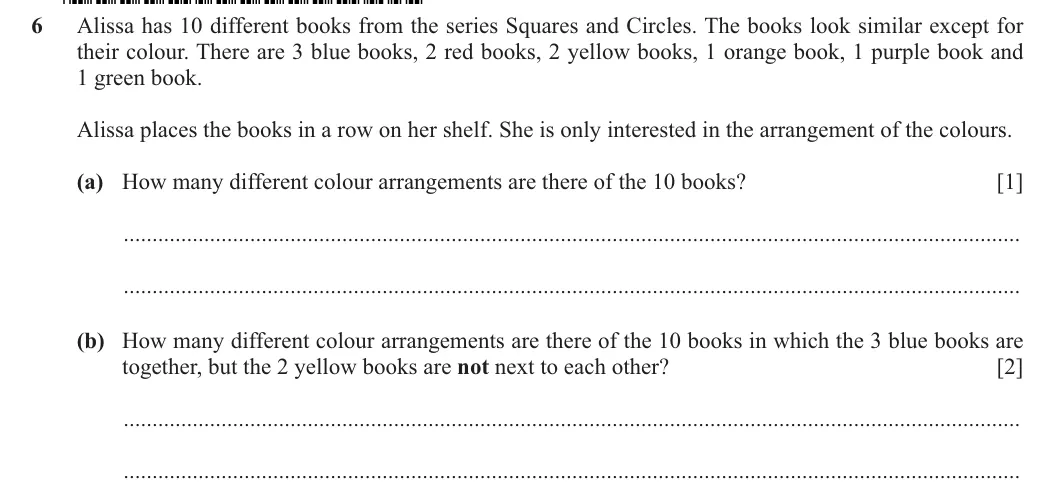 6 Alissa has 10 different books from the series Squares and Circles. The books look similar except for
their colour. There are 3 blue books, 2 red books, 2 yellow books, 1 orange book, 1 purple book and
1 green book.
Alissa places the books in a row on her shelf. She is only interested in the arrangement of the colours.
(a) How many different colour arrangements are there of the 10 books? [1]
(b) How many different colour arrangements are there of the 10 books in which the 3 blue books are
together, but the 2 yellow books are not next to each other? [2]